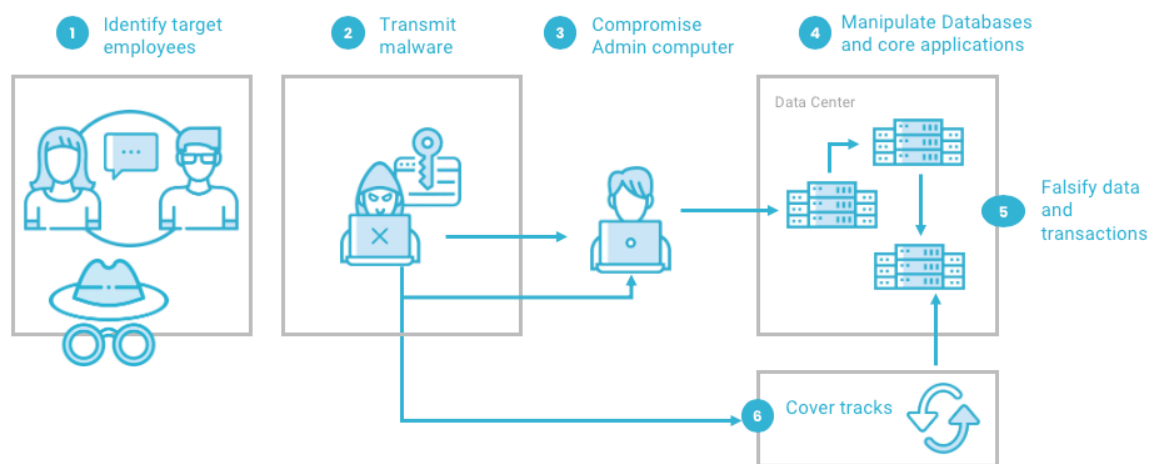 1
Identify target
employees
2
Transmit
malware
3
Compromise
Admin computer
4
Manipulate Databases
and core applications
Data Center
5
Falsify data
and
transactions
6
Cover tracks